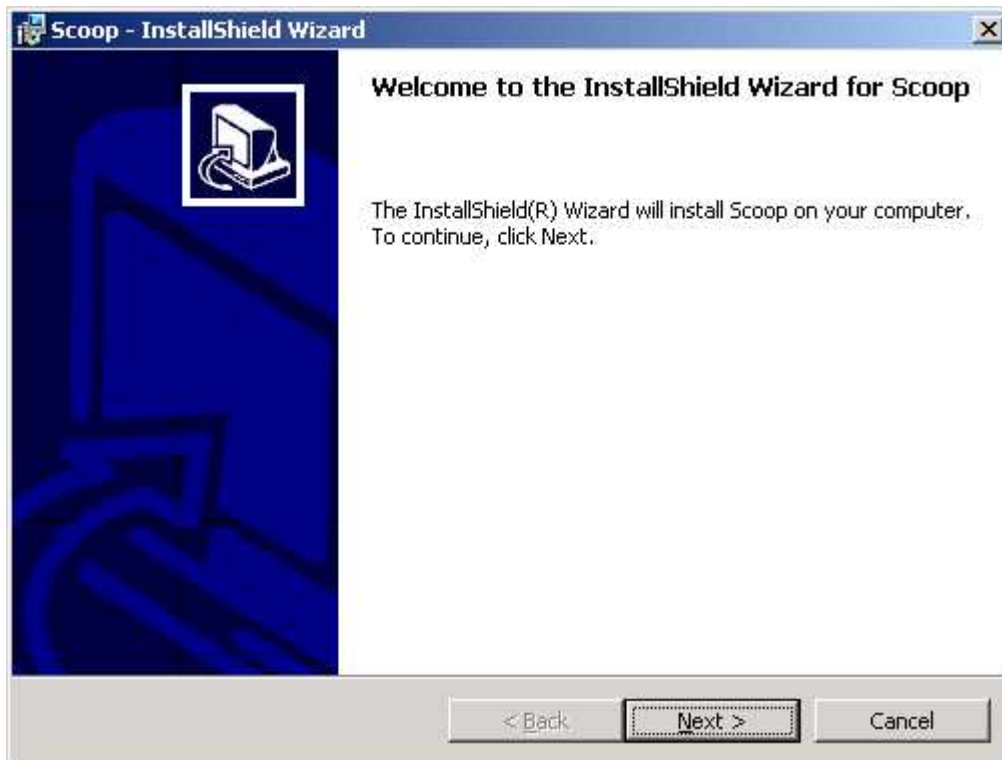 Scoop - InstallShield Wizard
Welcome to the InstallShield Wizard for Scoop
The InstallShield(R) Wizard will install Scoop on your computer.
To continue, click Next.
< Back
Next >
Cancel